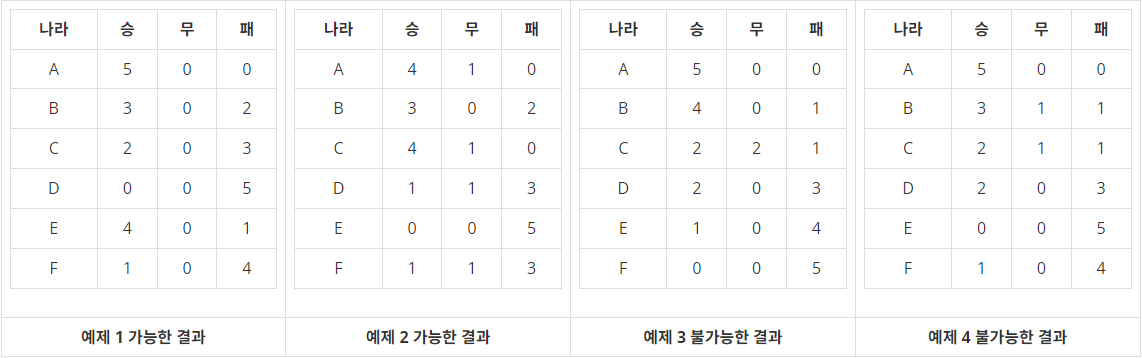 나라 승 무 패 나라 승 무 패 나라 승 무 패 나라 승 무 패
A 5 0 0 A 4 1 0 A 5 0 0 A 5 0 0
B 3 0 2 B 3 0 2 B 4 0 1 B 3 1 1
C 2 0 3 C 4 1 0 C 2 2 1 C 2 1 1
D 0 0 5 D 1 1 3 D 2 0 3 D 2 0 3
E 4 0 1 E 0 0 5 E 1 0 4 E 0 0 5
F 1 0 4 F 1 1 3 F 0 0 5 F 1 0 4
예제 1 가능한 결과 예제 2 가능한 결과 예제 3 불가능한 결과 예제 4 불가능한 결과